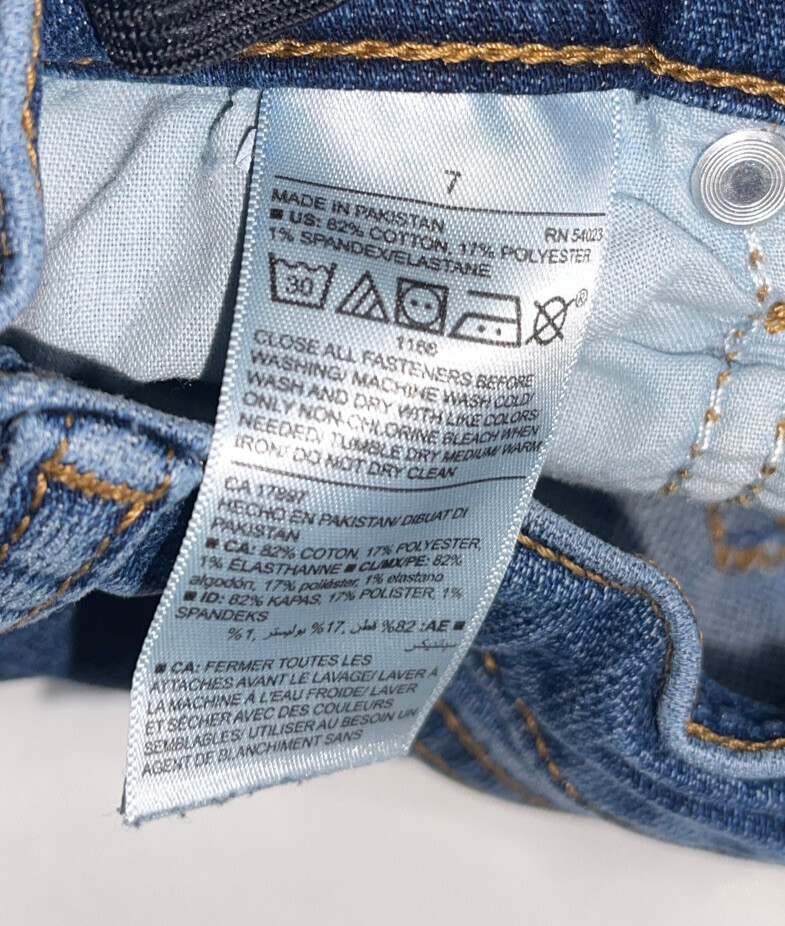 7
MADE IN PAKISTAN RN 54023
■ US: 82% COTTON, 17% POLYESTER
1% SPANDEX/ELASTANE
30
®
1166
CLOSE ALL FASTENERS BEFORE
WASHING/ MACHINE WASH COLD/
WASH AND DRY WITH LIKE COLORS/
ONLY NON-CHLORINE BLEACH WHEN
NEEDED/ TUMBLE DRY MEDIUM/ WARM
IRON/ DO NOT DRY CLEAN
CA 17897
HECHO EN PAKISTAN/ DIBUAT DI
PAKISTAN
■ CA: 82% COTON, 17% POLYESTER,
1% ÉLASTHANNE ■ CL/MX/PE: 82%
algodón, 17% poliéster, 1% elastano
■ ID: 82% KAPAS, 17% POLISTER, 1%
SPANDEKS
■ AE: 82% قطن, 17% بوليستر, 1%
سبنديكس
■ CA: FERMER TOUTES LES
ATTACHES AVANT LE LAVAGE/ LAVER À
LA MACHINE À L'EAU FROIDE/ LAVER
ET SÉCHER AVEC DES COULEURS
SEMBLABLES/ UTILISER AU BESOIN UN
AGENT DE BLANCHIMENT SANS